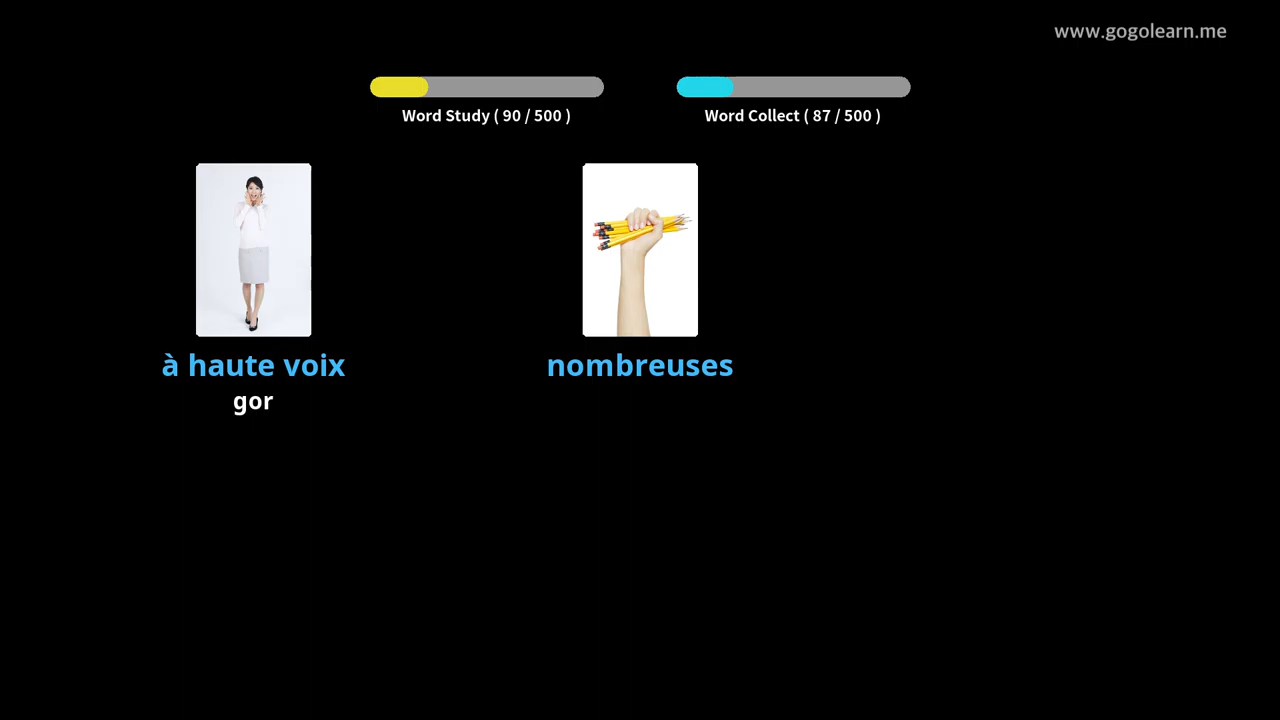 www.gogolearn.me
Word Study ( 90 / 500 )
Word Collect ( 87 / 500 )
à haute voix
gor
nombreuses